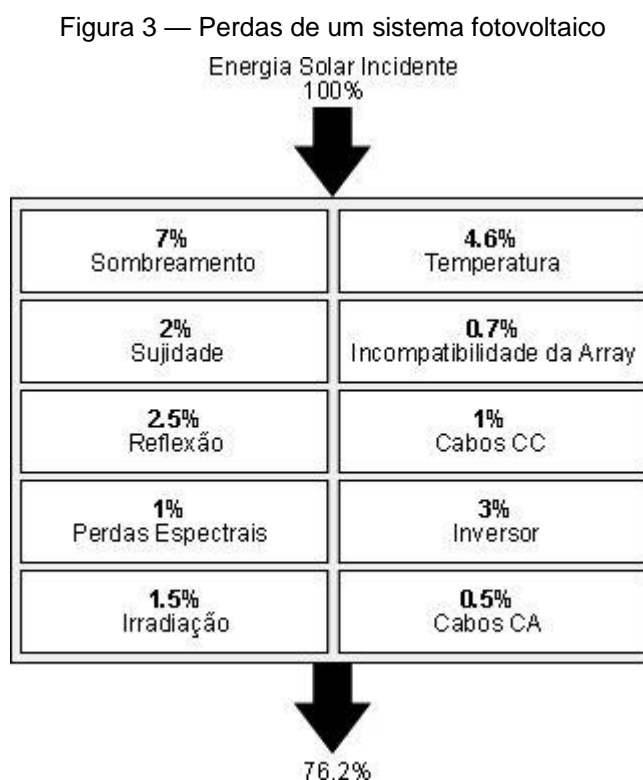 Figura 3 — Perdas de um sistema fotovoltaico
Energia Solar Incidente
100%
7%
Sombreamento
4.6%
Temperatura
2%
Sujidade
0.7%
Incompatibilidade da Array
2.5%
Reflexão
1%
Cabos CC
1%
Perdas Espectrais
3%
Inversor
1.5%
Irradiação
0.5%
Cabos CA
76.2%